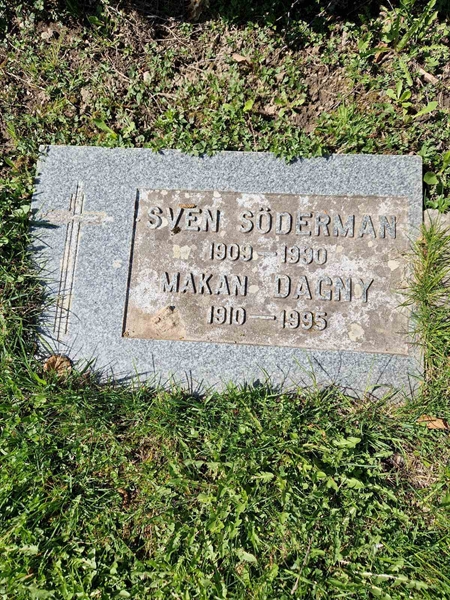 SVEN SÖDERMAN
1909—1990
MAKAN DAGNY
1910—1995